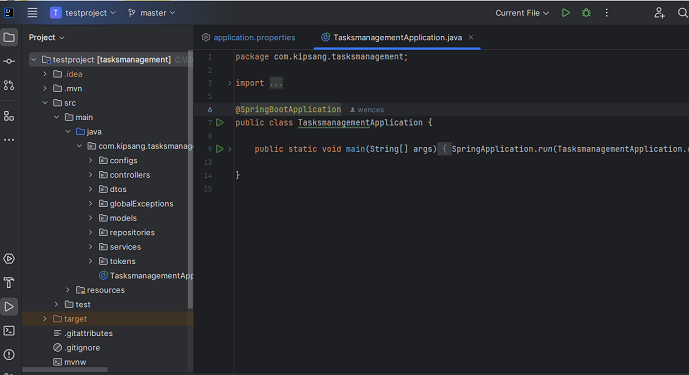 T testproject master Current File
Project
application.properties TasksmanagementApplication.java
testproject [tasksmanagement]
.idea
.mvn
src
main
java
com.kipsang.tasksmanag
configs
controllers
dtos
globalExceptions
models
repositories
services
tokens
TasksmanagementApp
resources
test
target
.gitattributes
.gitignore
mvnw
1 package com.kipsang.tasksmanagement;
2
3 import ...
5
6 @SpringBootApplication wences
7 public class TasksmanagementApplication {
8
9 public static void main(String[] args) { SpringApplication.run(TasksmanagementApplication.
13
14 }
15